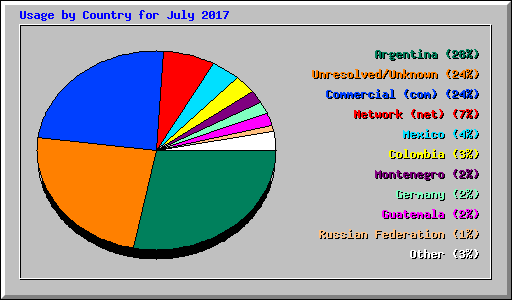 Usage by Country for July 2017
Argentina (28%)
Unresolved/Unknown (24%)
Commercial (com) (24%)
Network (net) (7%)
Mexico (4%)
Colombia (3%)
Montenegro (2%)
Germany (2%)
Guatemala (2%)
Russian Federation (1%)
Other (3%)